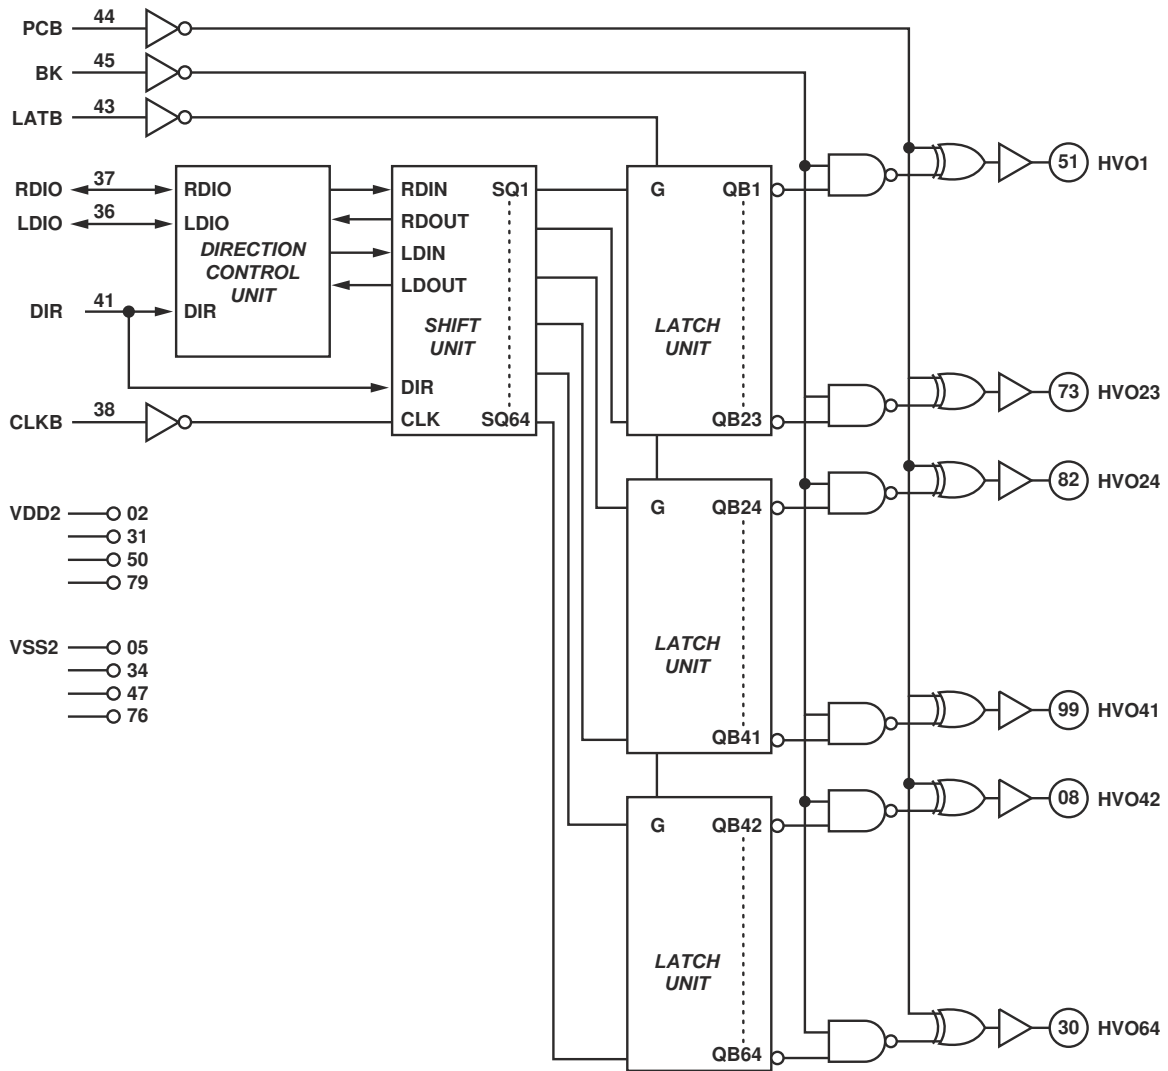 PCB 44
BK 45
LATB 43
RDIO 37
LDIO 36
DIR 41
CLKB 38
RDIO
LDIO
DIRECTION
CONTROL
UNIT
DIR
RDIN
RDOUT
LDIN
LDOUT
SHIFT
UNIT
DIR
CLK
SQ1
SQ64
G QB1
LATCH
UNIT
QB23
G QB24
LATCH
UNIT
QB41
G QB42
LATCH
UNIT
QB64
51 HVO1
73 HVO23
82 HVO24
99 HVO41
08 HVO42
30 HVO64
VDD2 02
31
50
79
VSS2 05
34
47
76